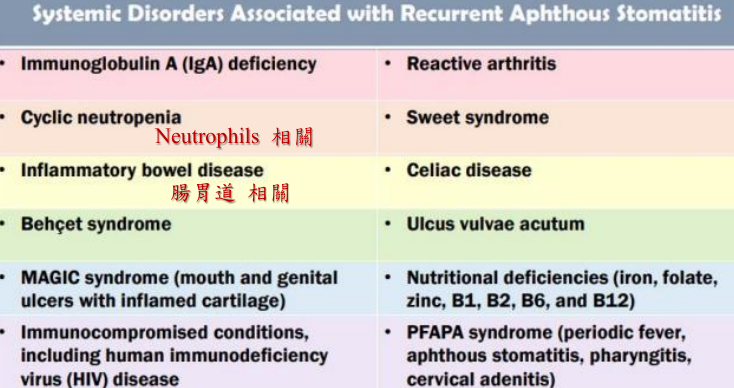 Systemic Disorders Associated with Recurrent Aphthous Stomatitis
• Immunoglobulin A (IgA) deficiency
• Reactive arthritis
• Cyclic neutropenia
Neutrophils 相關
• Sweet syndrome
• Inflammatory bowel disease
腸胃道 相關
• Celiac disease
• Behçet syndrome
• Ulcus vulvae acutum
• MAGIC syndrome (mouth and genital
ulcers with inflamed cartilage)
• Nutritional deficiencies (iron, folate,
zinc, B1, B2, B6, and B12)
• Immunocompromised conditions,
including human immunodeficiency
virus (HIV) disease
• PFAPA syndrome (periodic fever,
aphthous stomatitis, pharyngitis,
cervical adenitis)